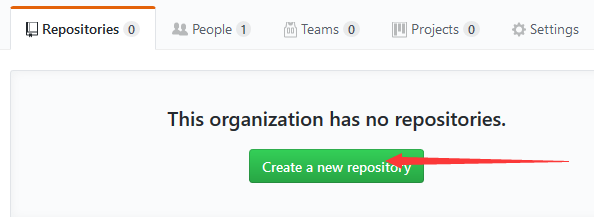 Repositories 0 People 1 Teams 0 Projects 0 Settings
This organization has no repositories.
Create a new repository